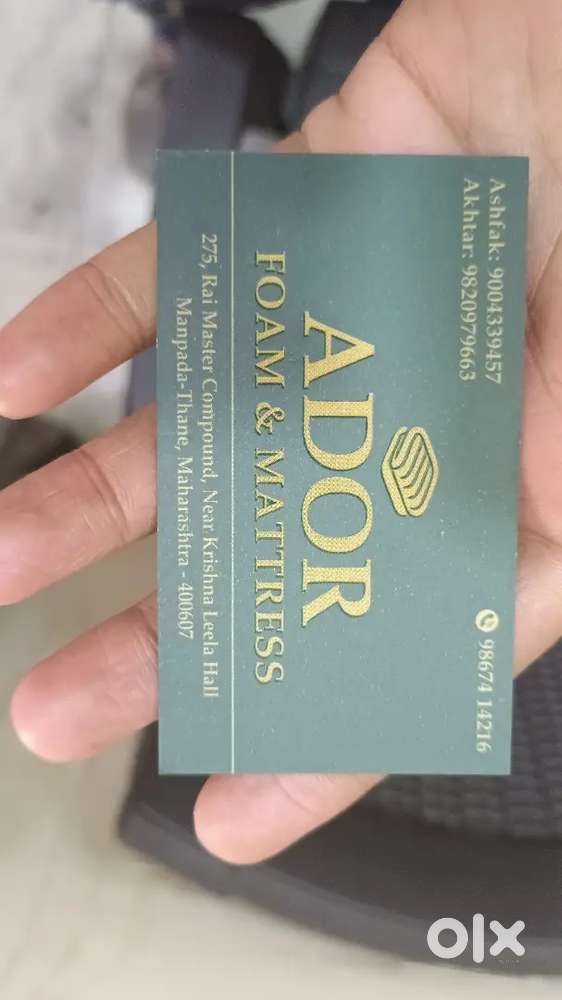 Ashfak: 9004339457
Akhtar: 9820979663
98674 14216
ADOR
FOAM & MATTRESS
275, Rai Master Compound, Near Krishna Leela Hall
Manpada-Thane, Maharashtra - 400607
olx